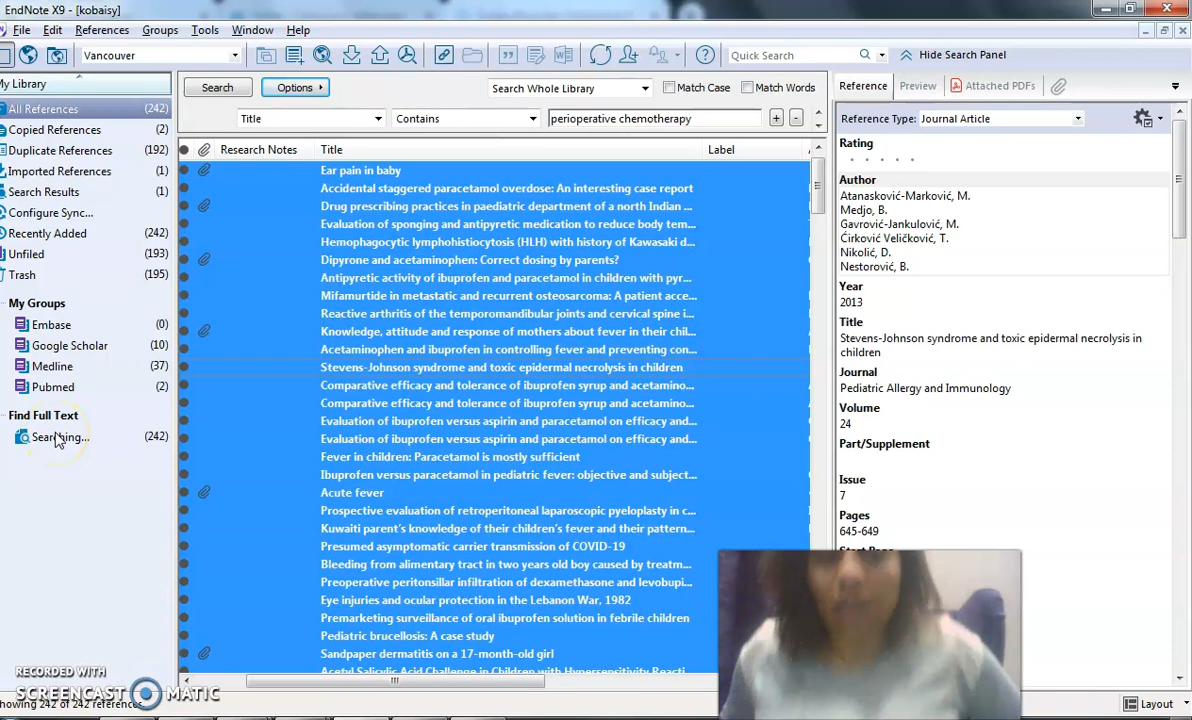 EndNote X9 - [kobaisy]
File Edit References Groups Tools Window Help
Vancouver
Quick Search
Hide Search Panel
My Library
All References (242)
Copied References (2)
Duplicate References (192)
Imported References (1)
Search Results (1)
Configure Sync...
Recently Added (242)
Unfiled (193)
Trash (195)
My Groups
Embase (0)
Google Scholar (10)
Medline (37)
Pubmed (2)
Find Full Text
Searching... (242)
Search Options Search Whole Library Match Case Match Words
Title Contains perioperative chemotherapy + -
Research Notes Title Label
Ear pain in baby
Accidental staggered paracetamol overdose: An interesting case report
Drug prescribing practices in paediatric department of a north Indian ...
Evaluation of sponging and antipyretic medication to reduce body tem...
Hemophagocytic lymphohistiocytosis (HLH) with history of Kawasaki d...
Dipyrone and acetaminophen: Correct dosing by parents?
Antipyretic activity of ibuprofen and paracetamol in children with pyr...
Mifamurtide in metastatic and recurrent osteosarcoma: A patient acce...
Reactive arthritis of the temporomandibular joints and cervical spine i...
Knowledge, attitude and response of mothers about fever in their chil...
Acetaminophen and ibuprofen in controlling fever and preventing con...
Stevens-Johnson syndrome and toxic epidermal necrolysis in children
Comparative efficacy and tolerance of ibuprofen syrup and acetamino...
Comparative efficacy and tolerance of ibuprofen syrup and acetamino...
Evaluation of ibuprofen versus aspirin and paracetamol on efficacy and...
Evaluation of ibuprofen versus aspirin and paracetamol on efficacy and...
Fever in children: Paracetamol is mostly sufficient
Ibuprofen versus paracetamol in pediatric fever: objective and subject...
Acute fever
Prospective evaluation of retroperitoneal laparoscopic pyeloplasty in c...
Kuwaiti parent's knowledge of their children's fever and their pattern...
Presumed asymptomatic carrier transmission of COVID-19
Bleeding from alimentary tract in two years old boy caused by treatm...
Preoperative peritonsillar infiltration of dexamethasone and levobupi...
Eye injuries and ocular protection in the Lebanon War, 1982
Premarketing surveillance of oral ibuprofen solution in febrile children
Pediatric brucellosis: A case study
Sandpaper dermatitis on a 17-month-old girl
Acetyl Salicylic Acid Challenge in Children with Hypersensitivity Reacti...
Reference Preview Attached PDFs
Reference Type: Journal Article
Rating
Author
Atanasković-Marković, M.
Medjo, B.
Gavrović-Jankulović, M.
Ćirković Veličković, T.
Nikolić, D.
Nestorović, B.
Year
2013
Title
Stevens-Johnson syndrome and toxic epidermal necrolysis in
children
Journal
Pediatric Allergy and Immunology
Volume
24
Part/Supplement
Issue
7
Pages
645-649
Start Page
RECORDED WITH
SCREENCAST MATIC
Showing 242 of 242 references.
Layout